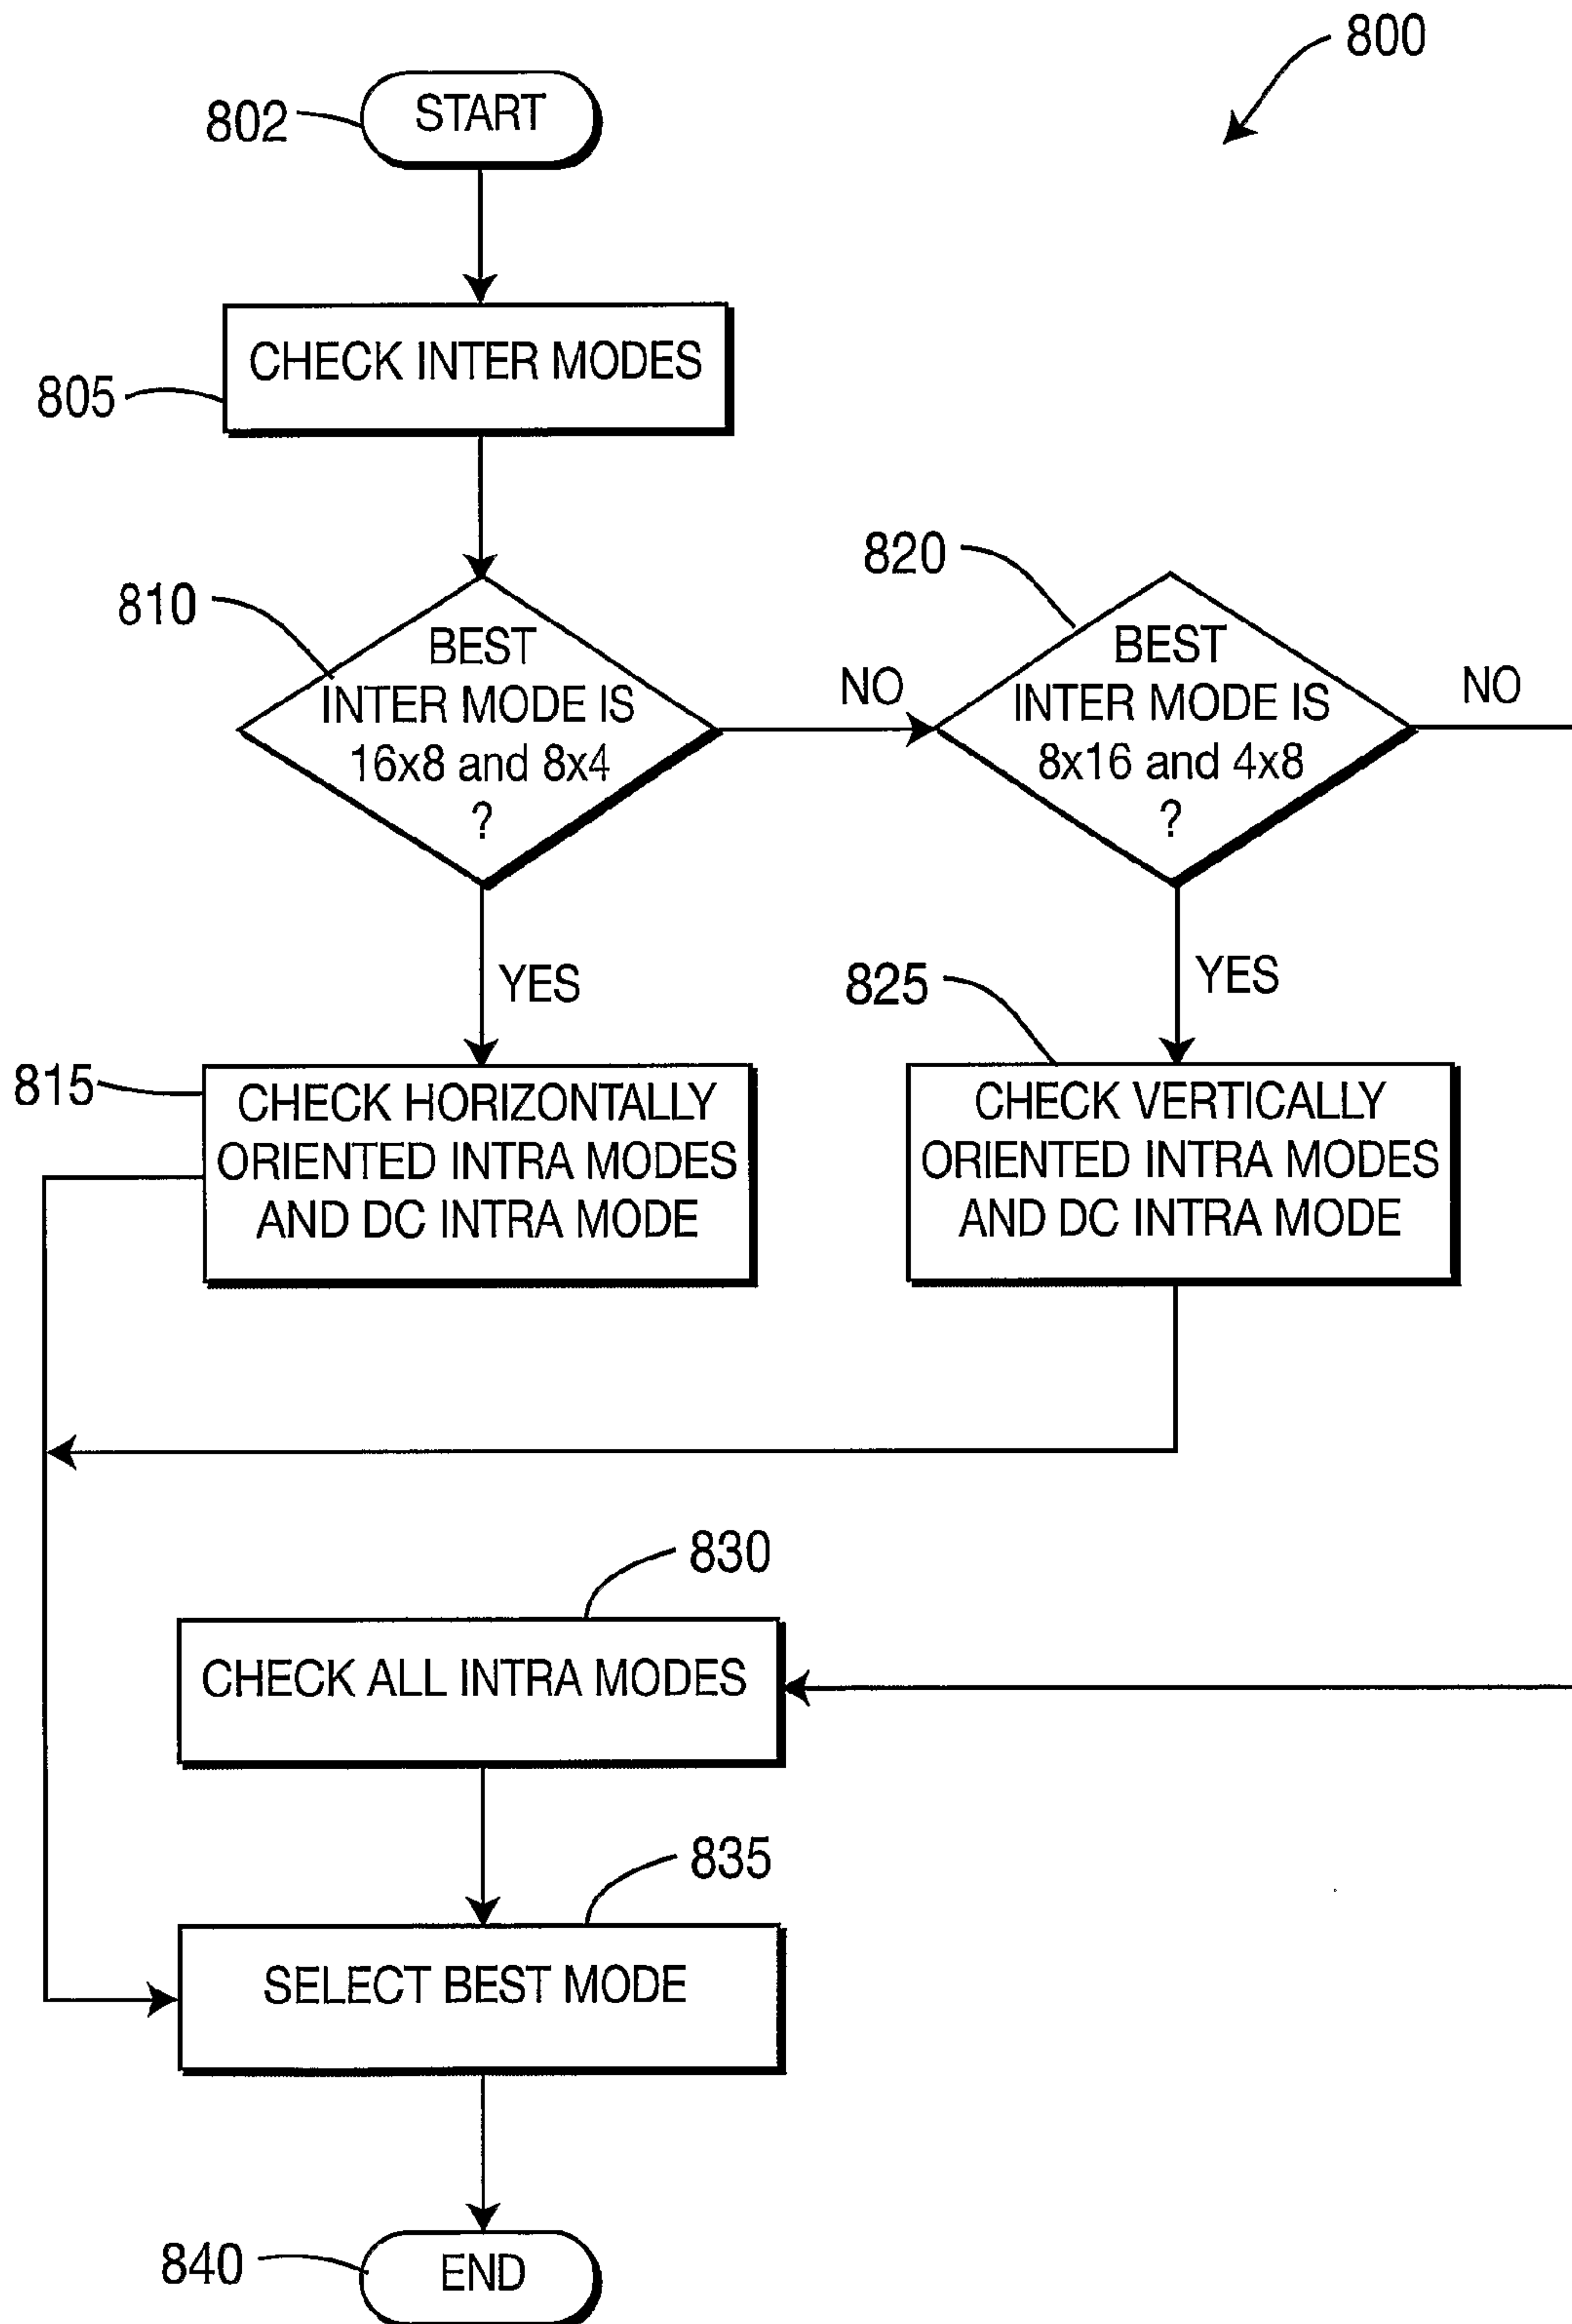 800
802
START
CHECK INTER MODES
805
810
BEST
INTER MODE IS
16x8 and 8x4
?
NO
820
BEST
INTER MODE IS
8x16 and 4x8
?
NO
YES
YES
815
CHECK HORIZONTALLY
ORIENTED INTRA MODES
AND DC INTRA MODE
825
CHECK VERTICALLY
ORIENTED INTRA MODES
AND DC INTRA MODE
830
CHECK ALL INTRA MODES
835
SELECT BEST MODE
840
END